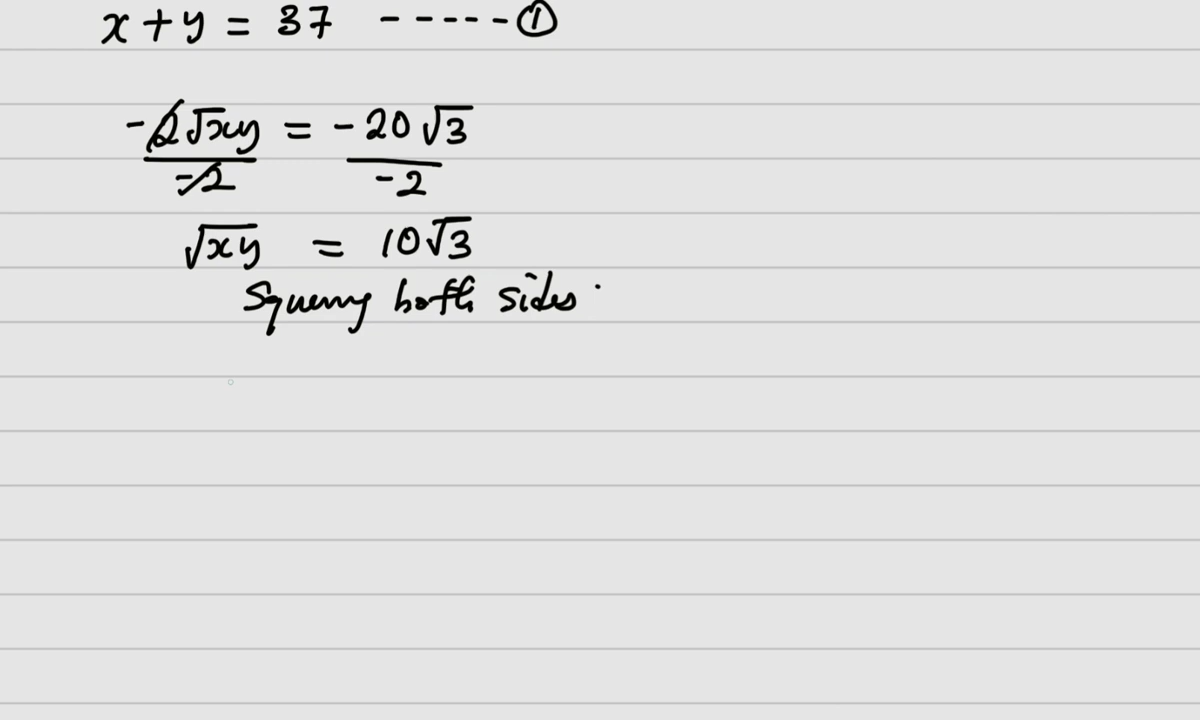 x + y = 37 ----- ①
-2√xy = -20√3
-2 -2
√xy = 10√3
Squaring both sides.